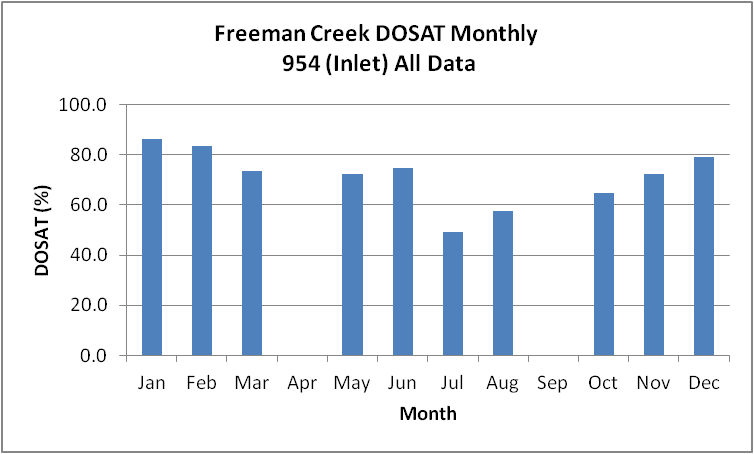 Freeman Creek DOSAT Monthly
954 (Inlet) All Data
100.0
80.0
60.0
40.0
20.0
0.0
DOSAT (%)
Jan Feb Mar Apr May Jun Jul Aug Sep Oct Nov Dec
Month